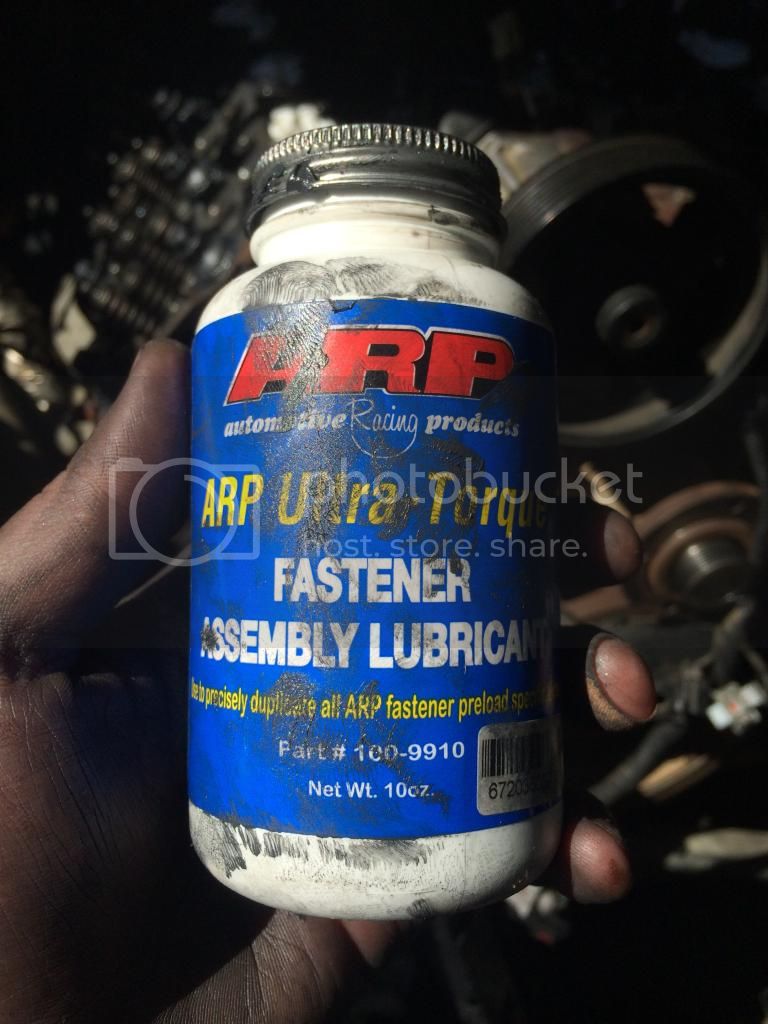 ARP
automotive Racing products
ARP Ultra-Torque
FASTENER
ASSEMBLY LUBRICANT
to precisely duplicate all ARP fastener preload
Part # 100-9910
Net Wt. 10oz.
photobucket
host. store. share.